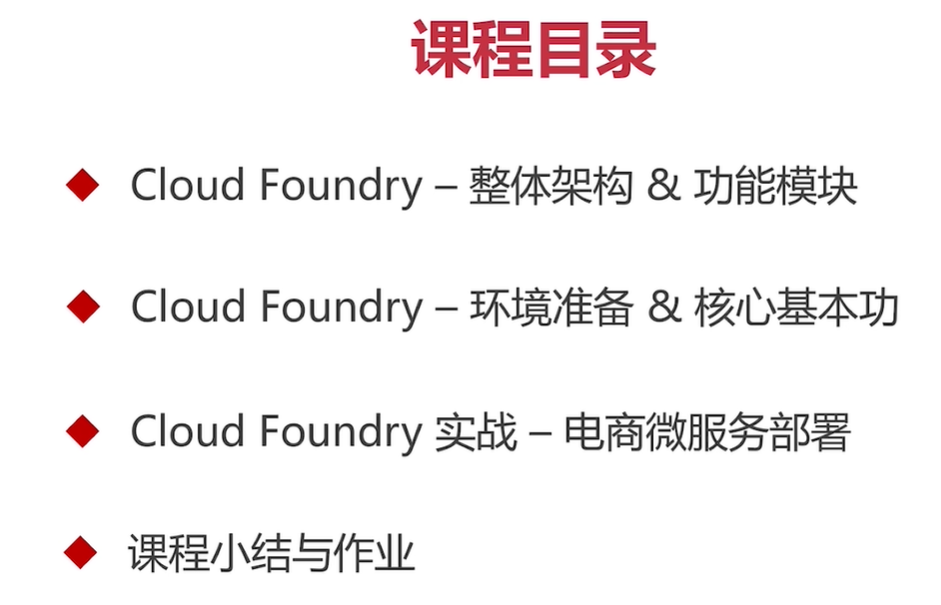 课程目录
Cloud Foundry – 整体架构 & 功能模块
Cloud Foundry – 环境准备 & 核心基本功
Cloud Foundry 实战 – 电商微服务部署
课程小结与作业